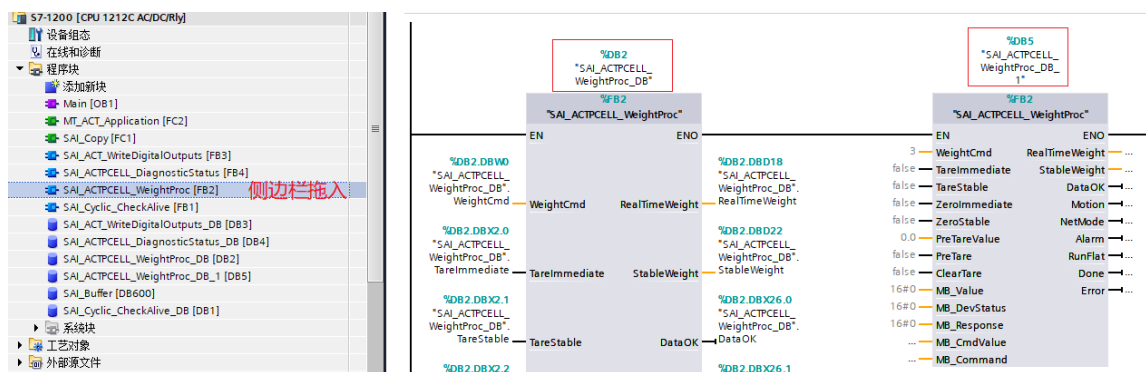 S7-1200 [CPU 1212C AC/DC/Rly]
设备组态
在线和诊断
程序块
添加新块
Main [OB1]
MT_ACT_Application [FC2]
SAI_Copy [FC1]
SAI_ACT_WriteDigitalOutputs [FB3]
SAI_ACTPCELL_DiagnosticStatus [FB4]
SAI_ACTPCELL_WeightProc [FB2]
侧边栏拖入
SAI_Cyclic_CheckAlive [FB1]
SAI_ACT_WriteDigitalOutputs_DB [DB3]
SAI_ACTPCELL_DiagnosticStatus_DB [DB4]
SAI_ACTPCELL_WeightProc_DB [DB2]
SAI_ACTPCELL_WeightProc_DB_1 [DB5]
SAI_Buffer [DB600]
SAI_Cyclic_CheckAlive_DB [DB1]
系统块
工艺对象
外部源文件
%DB2
"SAI_ACTPCELL_
WeightProc_DB"
%FB2
"SAI_ACTPCELL_WeightProc"
EN ENO
%DB2.DBW0
"SAI_ACTPCELL_
WeightProc_DB".
WeightCmd
WeightCmd
RealTimeWeight
%DB2.DBD18
"SAI_ACTPCELL_
WeightProc_DB".
RealTimeWeight
%DB2.DBX2.0
"SAI_ACTPCELL_
WeightProc_DB".
TareImmediate
TareImmediate
StableWeight
%DB2.DBD22
"SAI_ACTPCELL_
WeightProc_DB".
StableWeight
%DB2.DBX2.1
"SAI_ACTPCELL_
WeightProc_DB".
TareStable
TareStable
DataOK
%DB2.DBX26.0
"SAI_ACTPCELL_
WeightProc_DB".
DataOK
%DB2.DBX2.2
%DB2.DBX26.1
%DB5
"SAI_ACTPCELL_
WeightProc_DB_
1"
%FB2
"SAI_ACTPCELL_WeightProc"
EN ENO
3 WeightCmd RealTimeWeight ...
false TareImmediate StableWeight ...
false TareStable DataOK ...
false ZeroImmediate Motion ...
false ZeroStable NetMode ...
0.0 PreTareValue Alarm ...
false PreTare RunFlat ...
false ClearTare Done ...
16#0 MB_Value Error ...
16#0 MB_DevStatus
16#0 MB_Response
... MB_CmdValue
... MB_Command